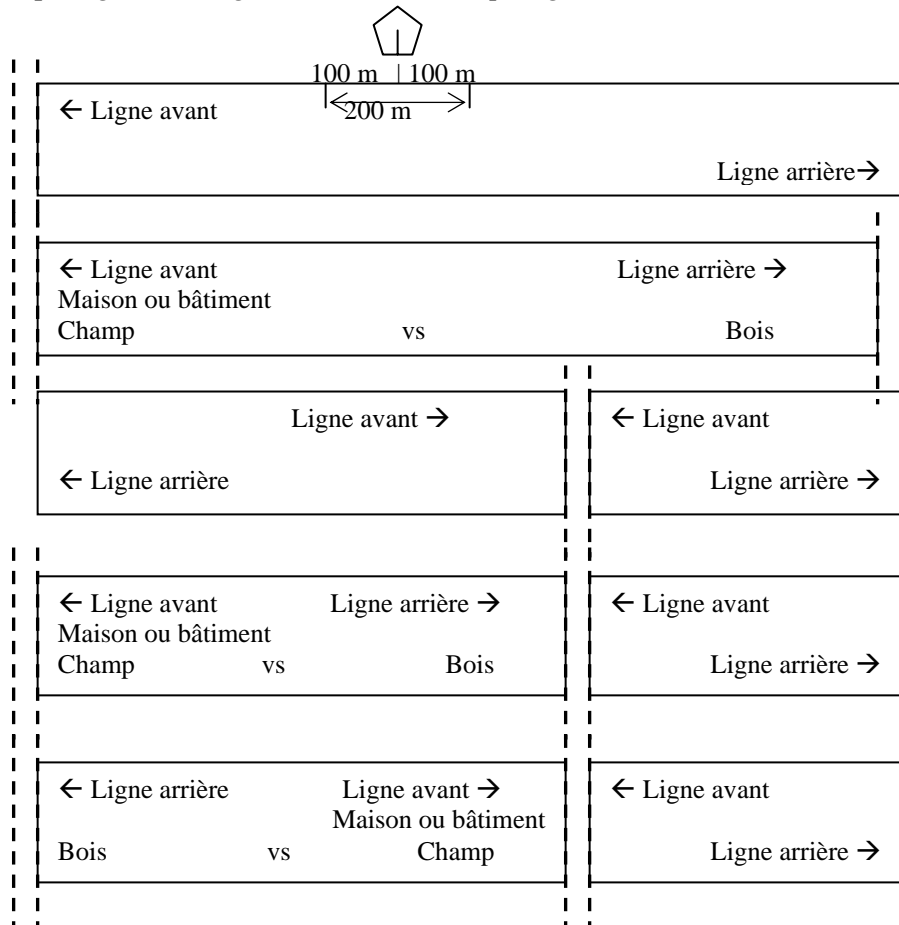 100 m | 100 m
← Ligne avant
200 m
Ligne arrière→
← Ligne avant Ligne arrière →
Maison ou bâtiment
Champ vs Bois
Ligne avant → ← Ligne avant
← Ligne arrière Ligne arrière →
← Ligne avant Ligne arrière → ← Ligne avant
Maison ou bâtiment
Champ vs Bois Ligne arrière →
← Ligne arrière Ligne avant → ← Ligne avant
Maison ou bâtiment
Bois vs Champ Ligne arrière →